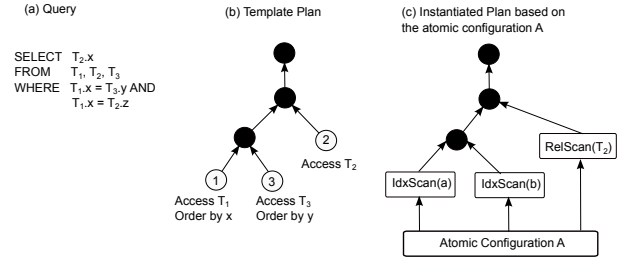 (a) Query
SELECT T₂.x
FROM T₁, T₂, T₃
WHERE T₁.x = T₃.y AND
T₁.x = T₂.z
(b) Template Plan
2
Access T₂
1
3
Access T₁
Order by x
Access T₃
Order by y
(c) Instantiated Plan based on
the atomic configuration A
RelScan(T₂)
IdxScan(a)
IdxScan(b)
Atomic Configuration A